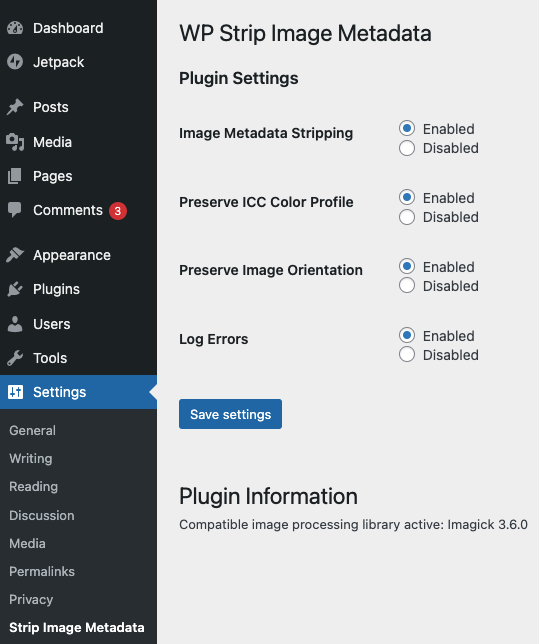 Dashboard
Jetpack
Posts
Media
Pages
Comments 3
Appearance
Plugins
Users
Tools
Settings
General
Writing
Reading
Discussion
Media
Permalinks
Privacy
Strip Image Metadata
WP Strip Image Metadata
Plugin Settings
Image Metadata Stripping
Enabled
Disabled
Preserve ICC Color Profile
Enabled
Disabled
Preserve Image Orientation
Enabled
Disabled
Log Errors
Enabled
Disabled
Save settings
Plugin Information
Compatible image processing library active: Imagick 3.6.0